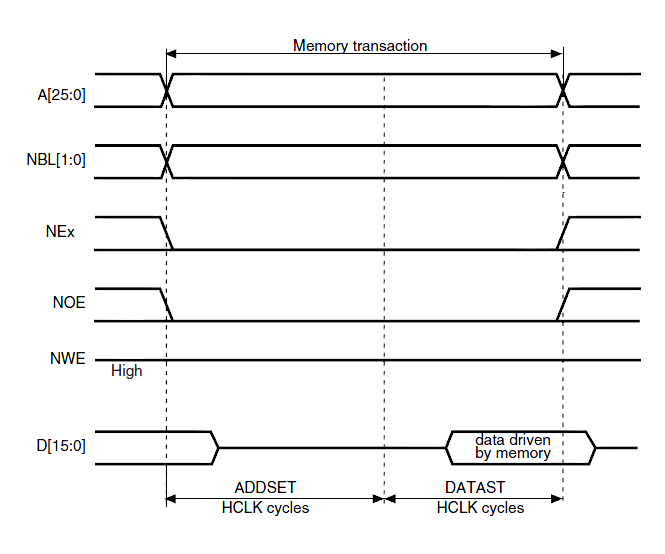 Memory transaction
A[25:0]
NBL[1:0]
NEx
NOE
NWE
High
D[15:0]
data driven
by memory
ADDSET
DATAST
HCLK cycles
HCLK cycles